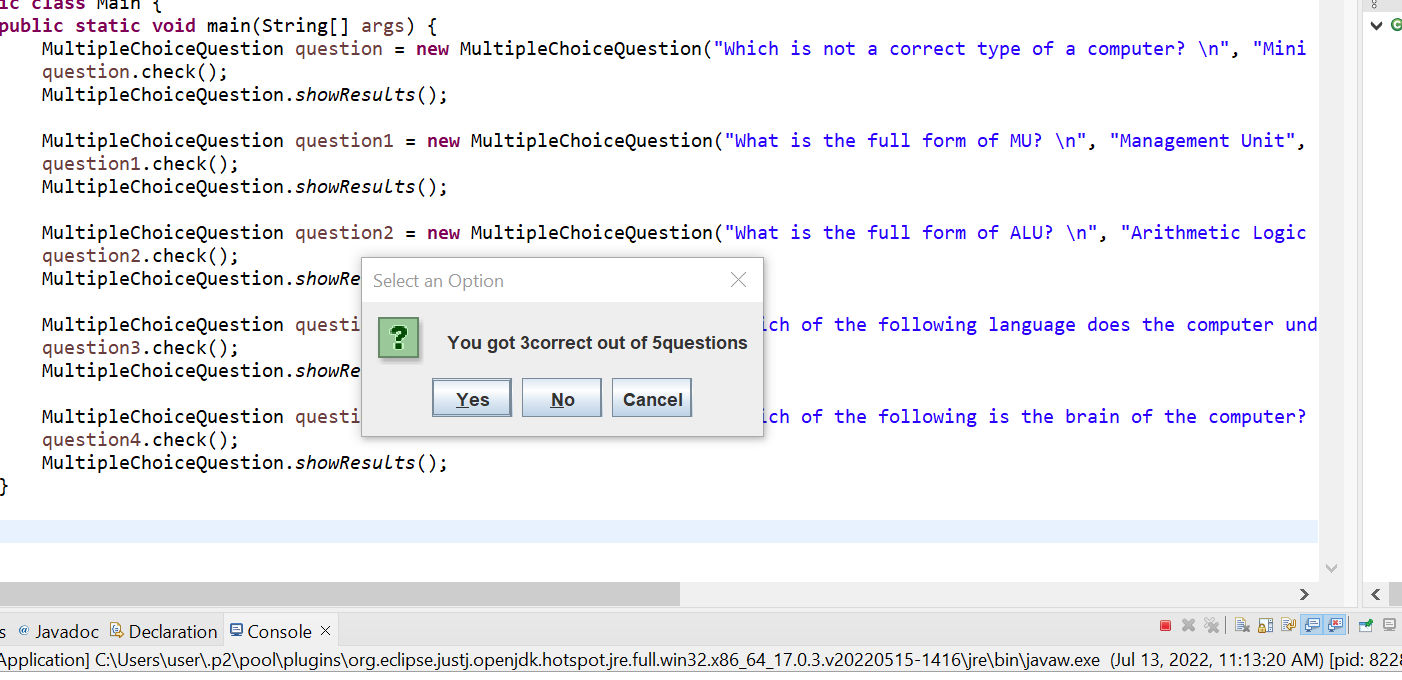 ic class Main {
public static void main(String[] args) {
MultipleChoiceQuestion question = new MultipleChoiceQuestion("Which is not a correct type of a computer? \n", "Mini
question.check();
MultipleChoiceQuestion.showResults();
MultipleChoiceQuestion question1 = new MultipleChoiceQuestion("What is the full form of MU? \n", "Management Unit",
question1.check();
MultipleChoiceQuestion.showResults();
MultipleChoiceQuestion question2 = new MultipleChoiceQuestion("What is the full form of ALU? \n", "Arithmetic Logic
question2.check();
MultipleChoiceQuestion.showRe
Select an Option
MultipleChoiceQuestion questi
ich of the following language does the computer und
You got 3correct out of 5questions
question3.check();
MultipleChoiceQuestion.showRe
Yes No Cancel
MultipleChoiceQuestion questi
ich of the following is the brain of the computer?
question4.check();
MultipleChoiceQuestion.showResults();
}
s @ Javadoc Declaration Console
Application] C:\Users\user\.p2\pool\plugins\org.eclipse.justj.openjdk.hotspot.jre.full.win32.x86_64_17.0.3.v20220515-1416\jre\bin\javaw.exe (Jul 13, 2022, 11:13:20 AM) [pid: 8228